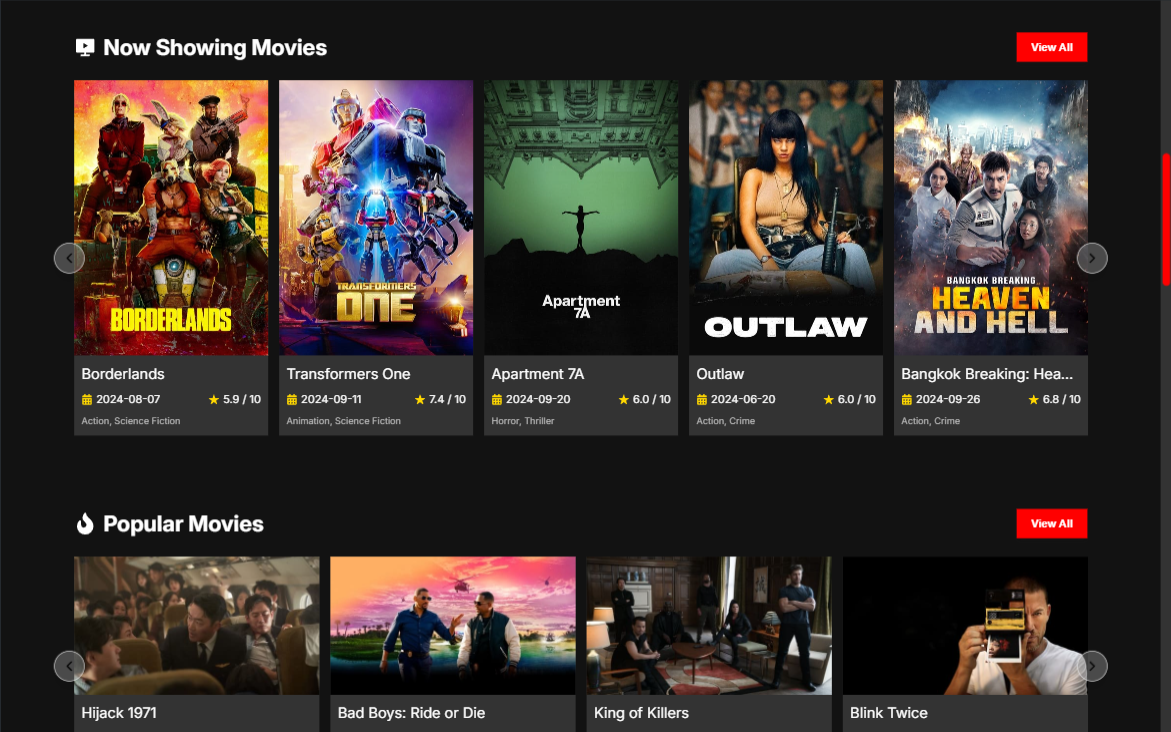 Now Showing Movies
View All
BORDERLANDS
TRANSFORMERS
ONE
Apartment
7A
OUTLAW
BANGKOK BREAKING
HEAVEN
AND HELL
Borderlands
2024-08-07
5.9 / 10
Action, Science Fiction
Transformers One
2024-09-11
7.4 / 10
Animation, Science Fiction
Apartment 7A
2024-09-20
6.0 / 10
Horror, Thriller
Outlaw
2024-06-20
6.0 / 10
Action, Crime
Bangkok Breaking: Hea...
2024-09-26
6.8 / 10
Action, Crime
Popular Movies
View All
Hijack 1971
Bad Boys: Ride or Die
King of Killers
Blink Twice